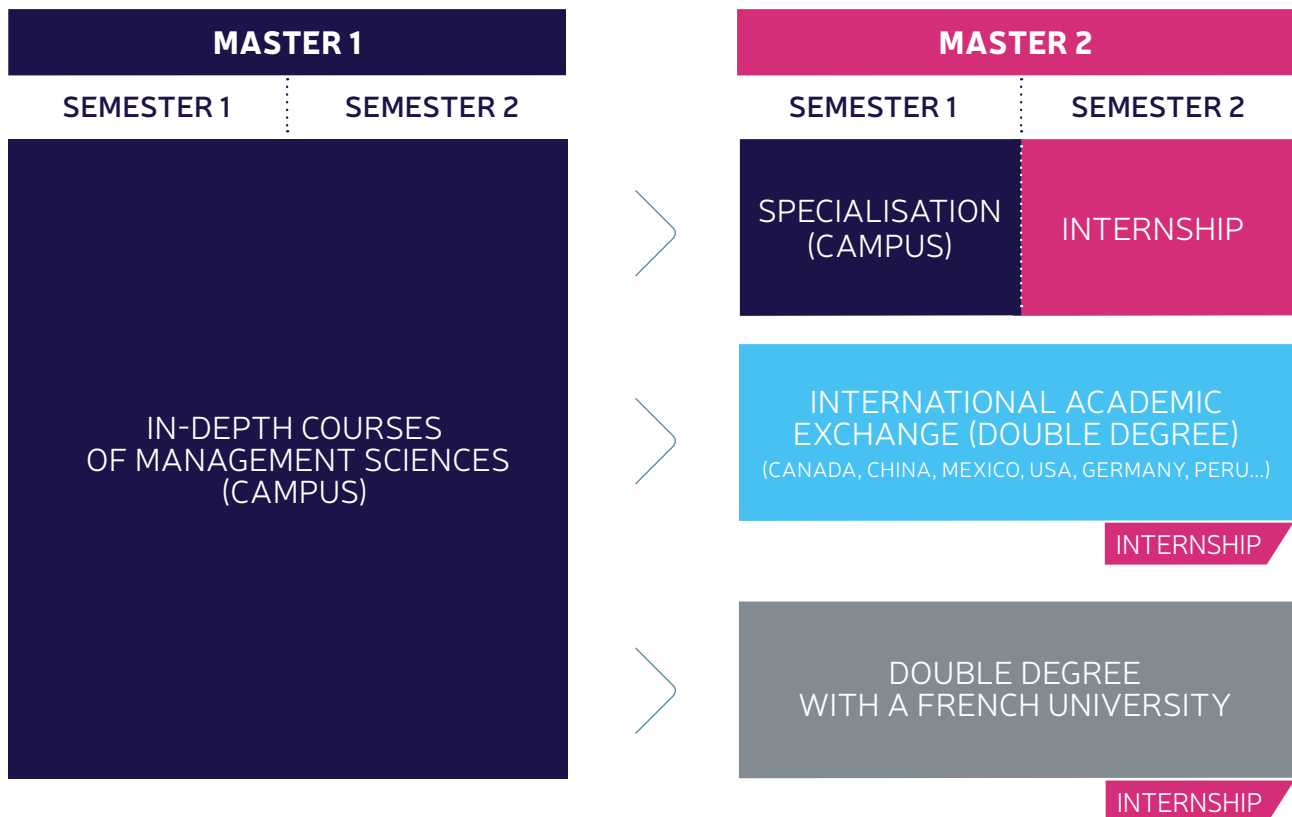 MASTER 1
SEMESTER 1
SEMESTER 2
IN-DEPTH COURSES
OF MANAGEMENT SCIENCES
(CAMPUS)
MASTER 2
SEMESTER 1
SEMESTER 2
SPECIALISATION
(CAMPUS)
INTERNSHIP
INTERNATIONAL ACADEMIC
EXCHANGE (DOUBLE DEGREE)
(CANADA, CHINA, MEXICO, USA, GERMANY, PERU...)
INTERNSHIP
DOUBLE DEGREE
WITH A FRENCH UNIVERSITY
INTERNSHIP